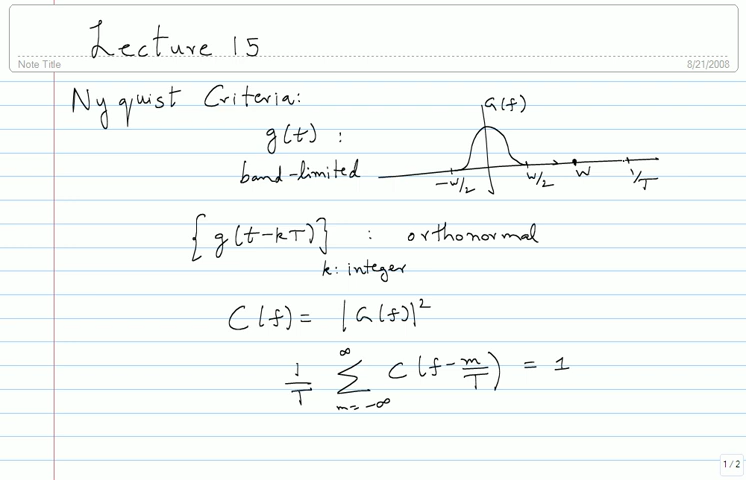 Lecture 15
Note Title
8/21/2008
Nyquist Criteria:
G(f)
g(t) :
band-limited
-W/2 W/2 W 1/T
{g(t-kT)} : orthonormal
k: integer
C(f) = |G(f)|²
1/T ∑_{m=-∞}^{∞} C(f - m/T) = 1
1/2